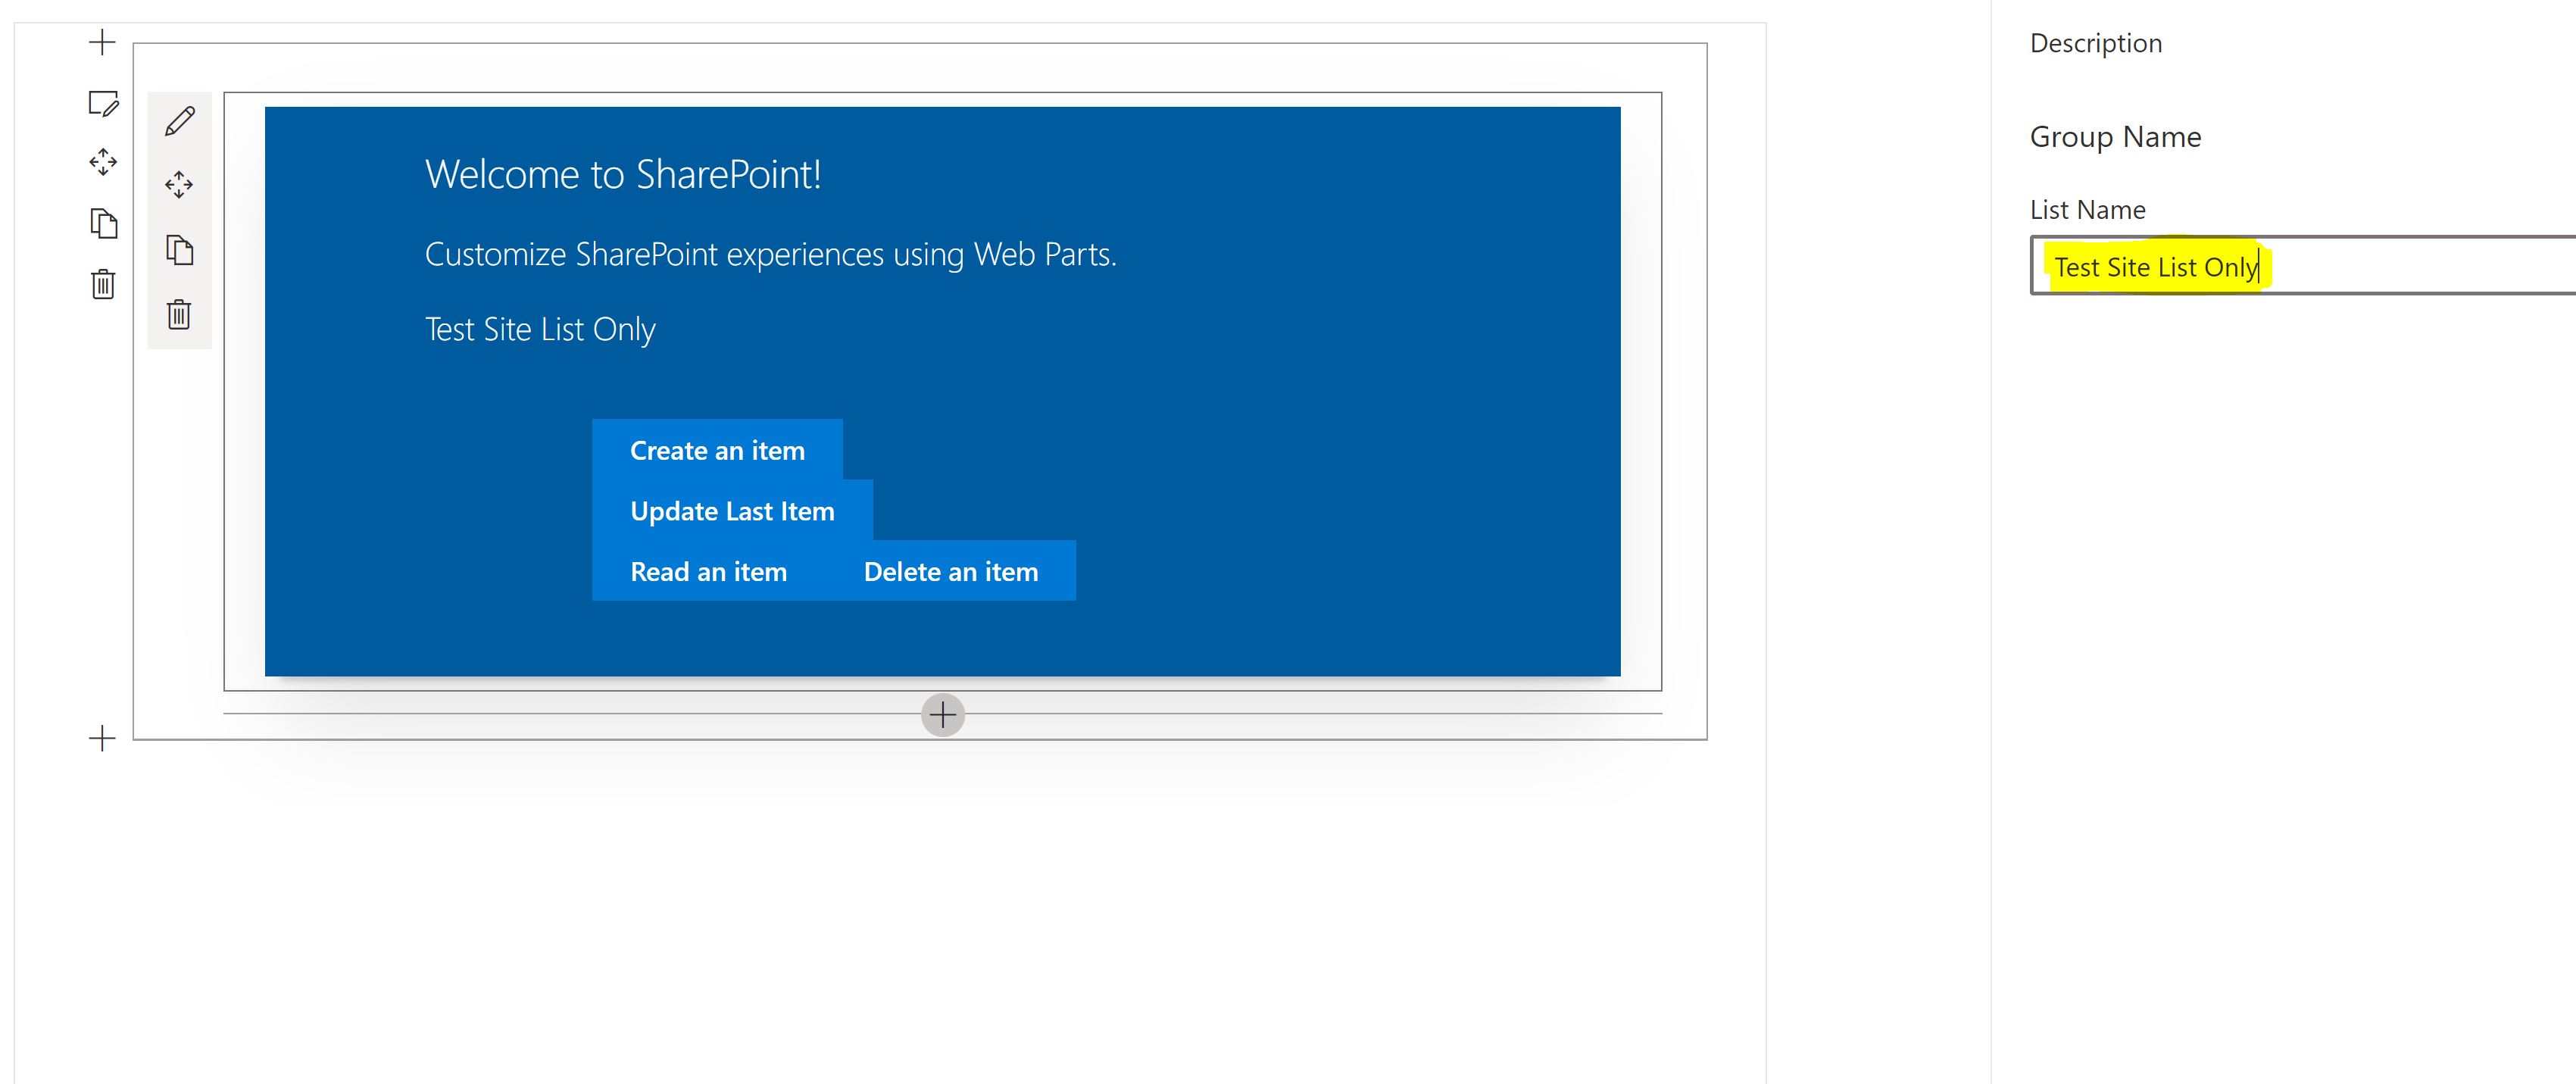 Welcome to SharePoint!
Customize SharePoint experiences using Web Parts.
Test Site List Only
Create an item
Update Last Item
Read an item Delete an item
Description
Group Name
List Name
Test Site List Only